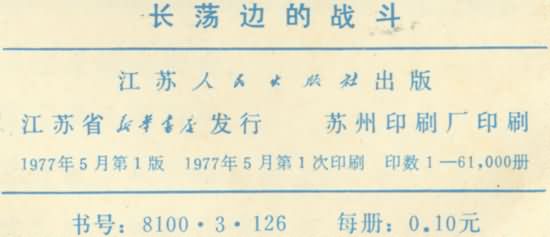 长荡边的战斗
江苏人民出版社出版
江苏省新华书店发行 苏州印刷厂印刷
1977年5月第1版 1977年5月第1次印刷 印数1—61,000册
书号：8100·3·126 每册：0.10元